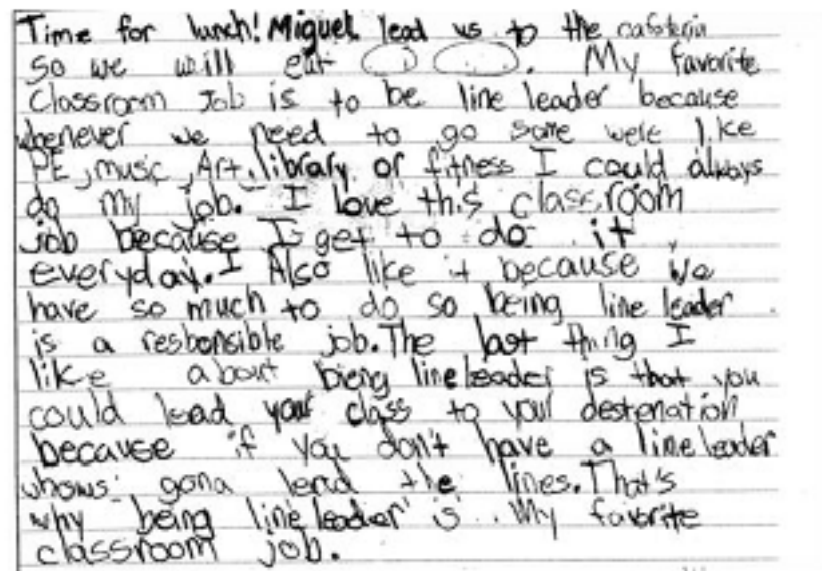 Time for lunch! Miguel lead us to the cafateria
So we will eat. My favorite
Classroom Job is to be line leader because
whenever we need to go some were like
PE, music, Art, library or fitness I could always
do my job. I love this classroom
job because I get to do it
everyday. I Also like it because We
have so much to do so being line leader
is a responsible job. The last thing I
like about bieng line leader is that you
could lead your class to your destenation
because if you don't have a line leader
whows gona lead the lines. That's
why being line leader is My favorite
classroom job.